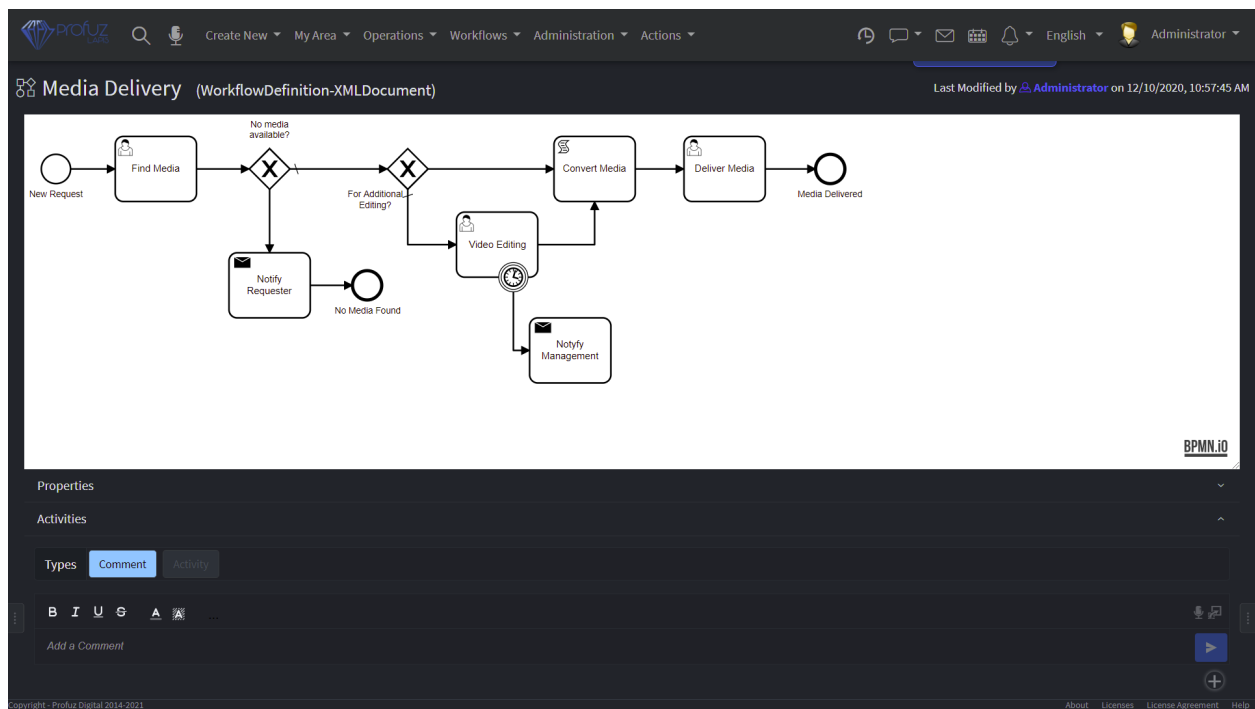 PROFUZ
LABS
Create New
My Area
Operations
Workflows
Administration
Actions
English
Administrator
Media Delivery (WorkflowDefinition-XMLDocument)
Last Modified by Administrator on 12/10/2020, 10:57:45 AM
No media
available?
Find Media
X
X
Convert Media
Deliver Media
New Request
For Additional
Editing?
Media Delivered
Video Editing
Notify
Requester
No Media Found
Notyfy
Management
BPMN.iO
Properties
Activities
Types
Comment
Activity
B I U S A A ...
Add a Comment
Copyright - Profuz Digital 2014-2021
About Licenses License Agreement Help